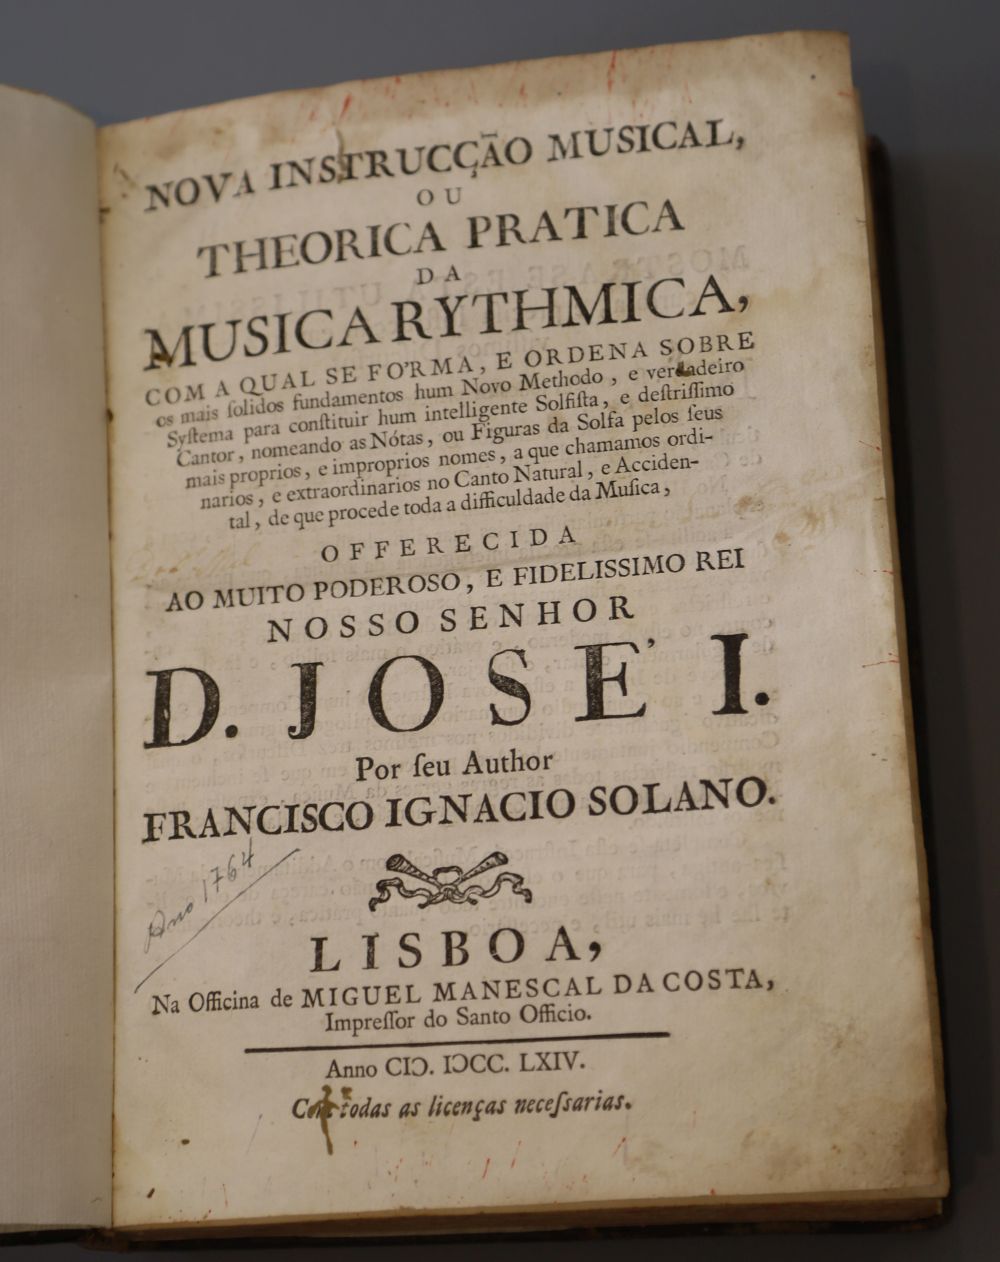 NOVA INSTRUCÇÃO MUSICAL,
OU
THEORICA PRATICA
DA
MUSICA RYTHMICA,
COM A QUAL SE FO'RMA, E ORDENA SOBRE
os mais ſolidos fundamentos hum Novo Methodo, e verdadeiro
Syſtema para conſtituir hum intelligente Solfiſta, e deſtriſſimo
Cantor, nomeando as Nótas, ou Figuras da Solfa pelos ſeus
mais proprios, e improprios nomes, a que chamamos ordi-
narios, e extraordinarios no Canto Natural, e Acciden-
tal, de que procede toda a difficuldade da Muſica,
OFFERECIDA
AO MUITO PODEROSO, E FIDELISSIMO REI
NOSSO SENHOR
D. JOSE' I.
Por ſeu Author
FRANCISCO IGNACIO SOLANO.
Anno 1764
LISBOA,
Na Officina de MIGUEL MANESCAL DA COSTA,
Impreſſor do Santo Officio.
Anno CIↃ. IↃCC. LXIV.
Com todas as licenças neceſſarias.